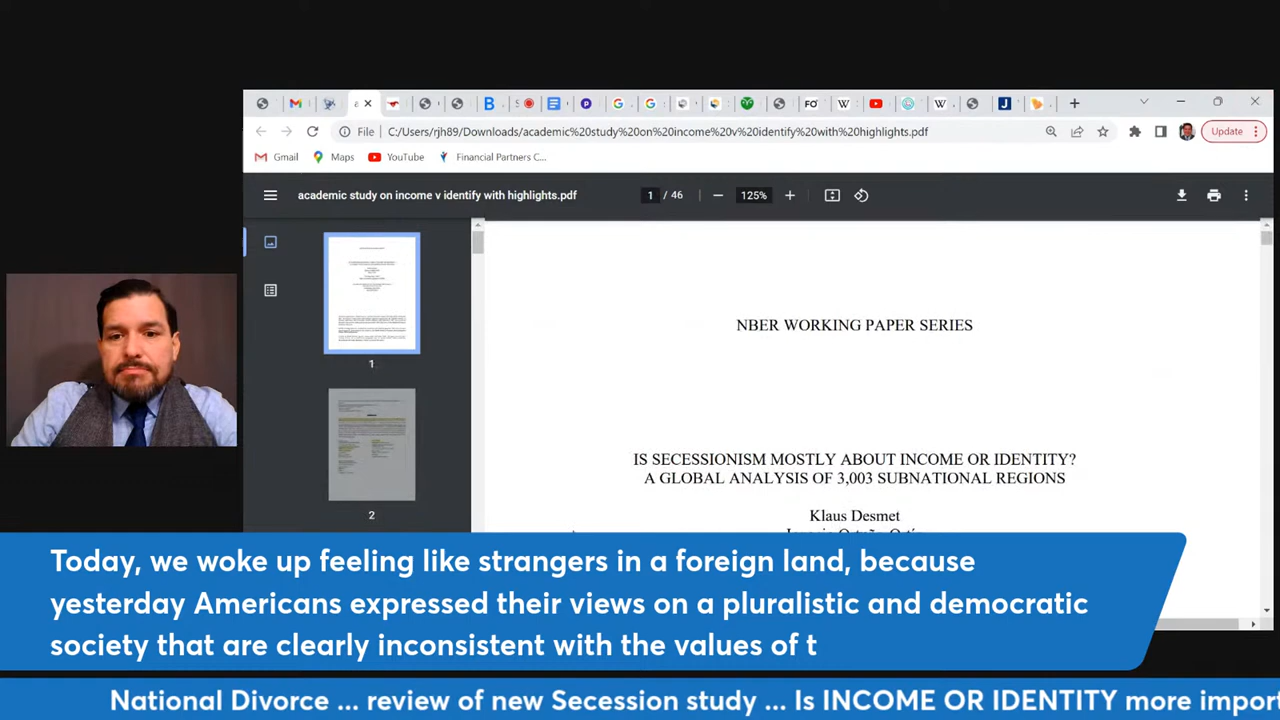 File
C:/Users/rjh89/Downloads/academic%20study%20on%20income%20v%20identify%20with%20highlights.pdf
Update
Gmail
Maps
YouTube
Financial Partners C...
academic study on income v identify with highlights.pdf
1 / 46
125%
1
2
NBER WORKING PAPER SERIES
IS SECESSIONISM MOSTLY ABOUT INCOME OR IDENTITY?
A GLOBAL ANALYSIS OF 3,003 SUBNATIONAL REGIONS
Klaus Desmet
Today, we woke up feeling like strangers in a foreign land, because
yesterday Americans expressed their views on a pluralistic and democratic
society that are clearly inconsistent with the values of t
National Divorce ... review of new Secession study ... Is INCOME OR IDENTITY more impor